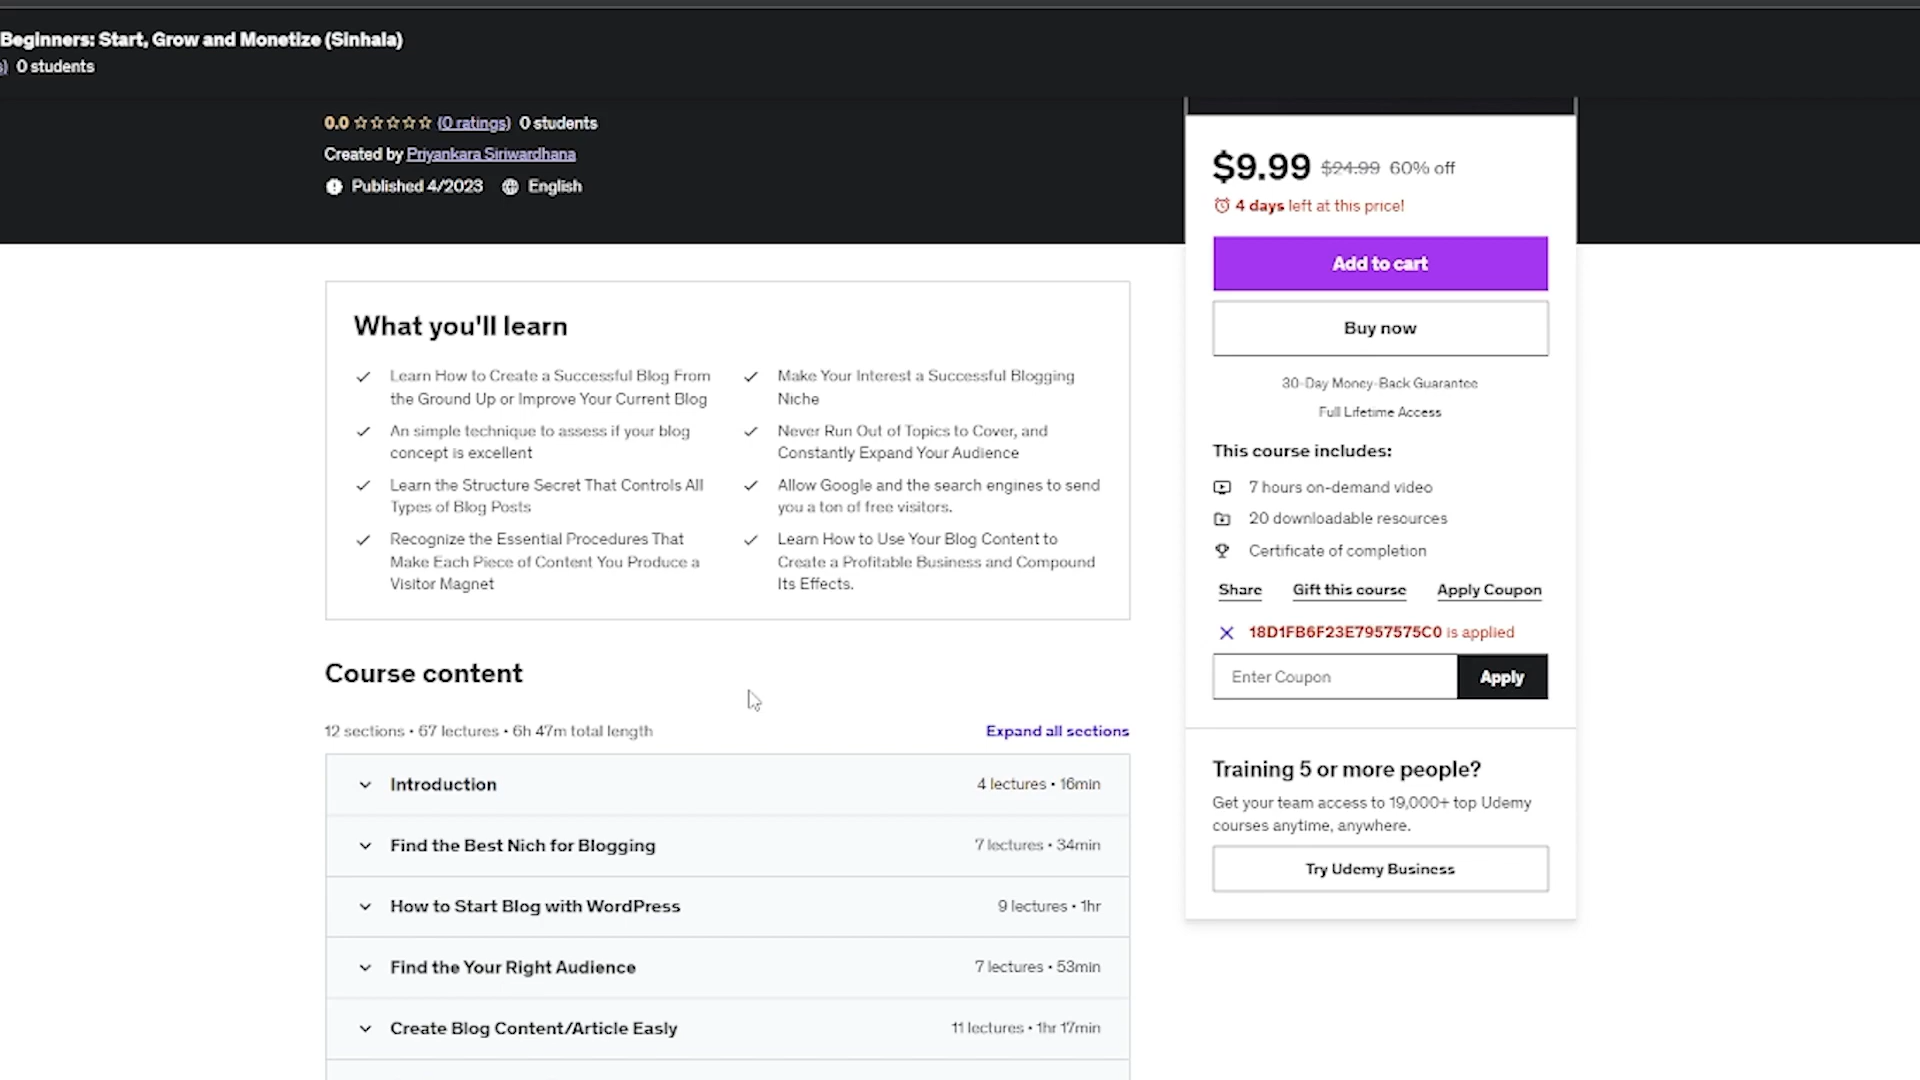 Beginners: Start, Grow and Monetize (Sinhala)
s) 0 students
0.0 (0 ratings) 0 students
Created by Priyankara Siriwardhana
Published 4/2023 English
What you'll learn
Learn How to Create a Successful Blog From
the Ground Up or Improve Your Current Blog
An simple technique to assess if your blog
concept is excellent
Learn the Structure Secret That Controls All
Types of Blog Posts
Recognize the Essential Procedures That
Make Each Piece of Content You Produce a
Visitor Magnet
Make Your Interest a Successful Blogging
Niche
Never Run Out of Topics to Cover, and
Constantly Expand Your Audience
Allow Google and the search engines to send
you a ton of free visitors.
Learn How to Use Your Blog Content to
Create a Profitable Business and Compound
Its Effects.
Course content
12 sections • 67 lectures • 6h 47m total length
Expand all sections
Introduction 4 lectures • 16min
Find the Best Nich for Blogging 7 lectures • 34min
How to Start Blog with WordPress 9 lectures • 1hr
Find the Your Right Audience 7 lectures • 53min
Create Blog Content/Article Easly 11 lectures • 1hr 17min
$9.99 $24.99 60% off
4 days left at this price!
Add to cart
Buy now
30-Day Money-Back Guarantee
Full Lifetime Access
This course includes:
7 hours on-demand video
20 downloadable resources
Certificate of completion
Share Gift this course Apply Coupon
18D1FB6F23E7957575C0 is applied
Enter Coupon Apply
Training 5 or more people?
Get your team access to 19,000+ top Udemy
courses anytime, anywhere.
Try Udemy Business